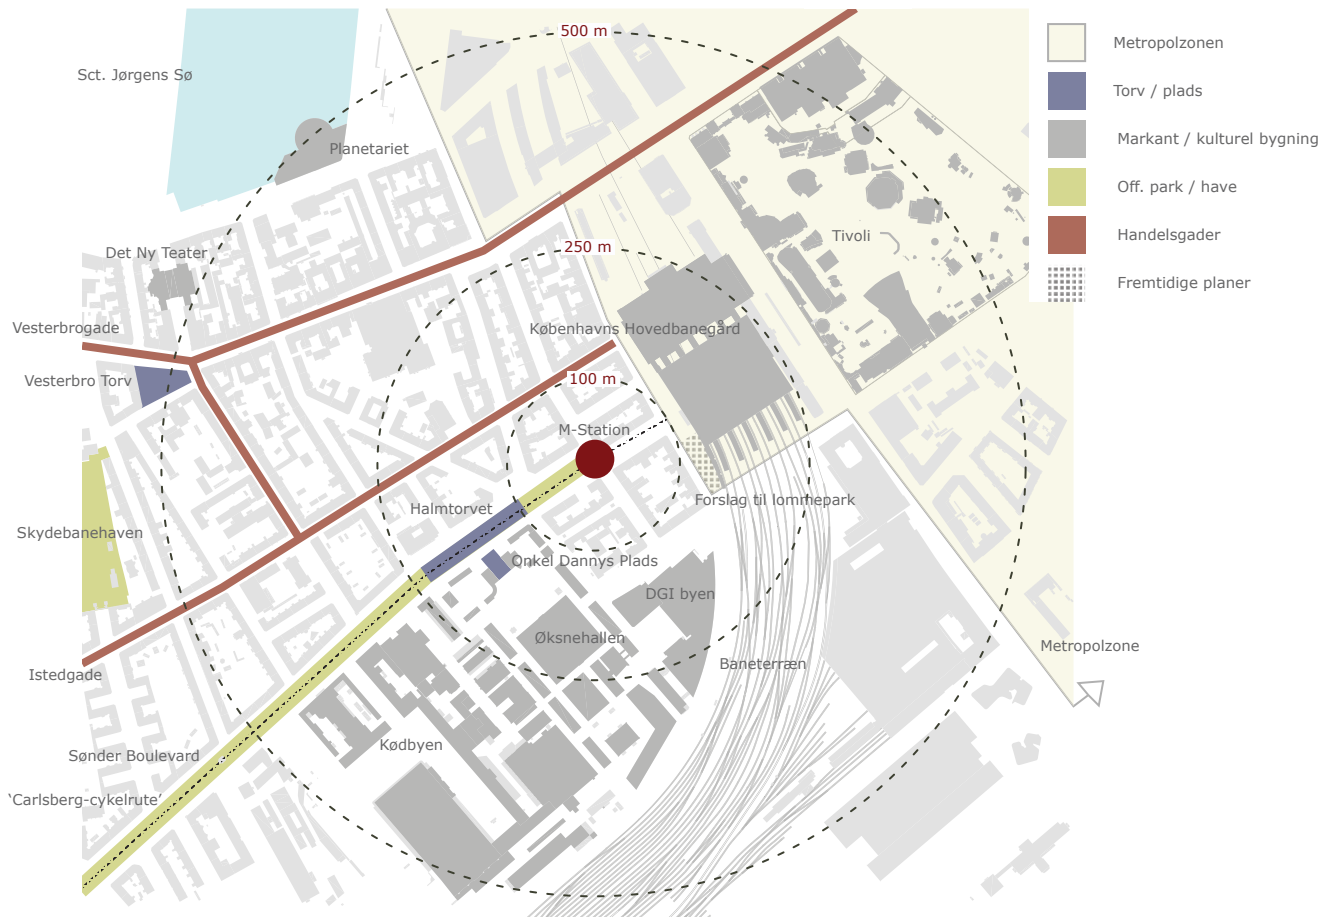 500 m
Metropolzonen
Sct. Jørgens Sø
Torv / plads
Markant / kulturel bygning
Planetariet
Off. park / have
Handelsgader
Tivoli
250 m
Det Ny Teater
Fremtidige planer
Vesterbrogade
Københavns Hovedbanegård
Vesterbro Torv
100 m
M-Station
Forslag til lommepark
Halmtorvet
Skydebanehaven
Onkel Dannys Plads
DGI byen
Øksnehallen
Metropolzone
Baneterræn
Istedgade
Kødbyen
Sønder Boulevard
‘Carlsberg-cykelrute’